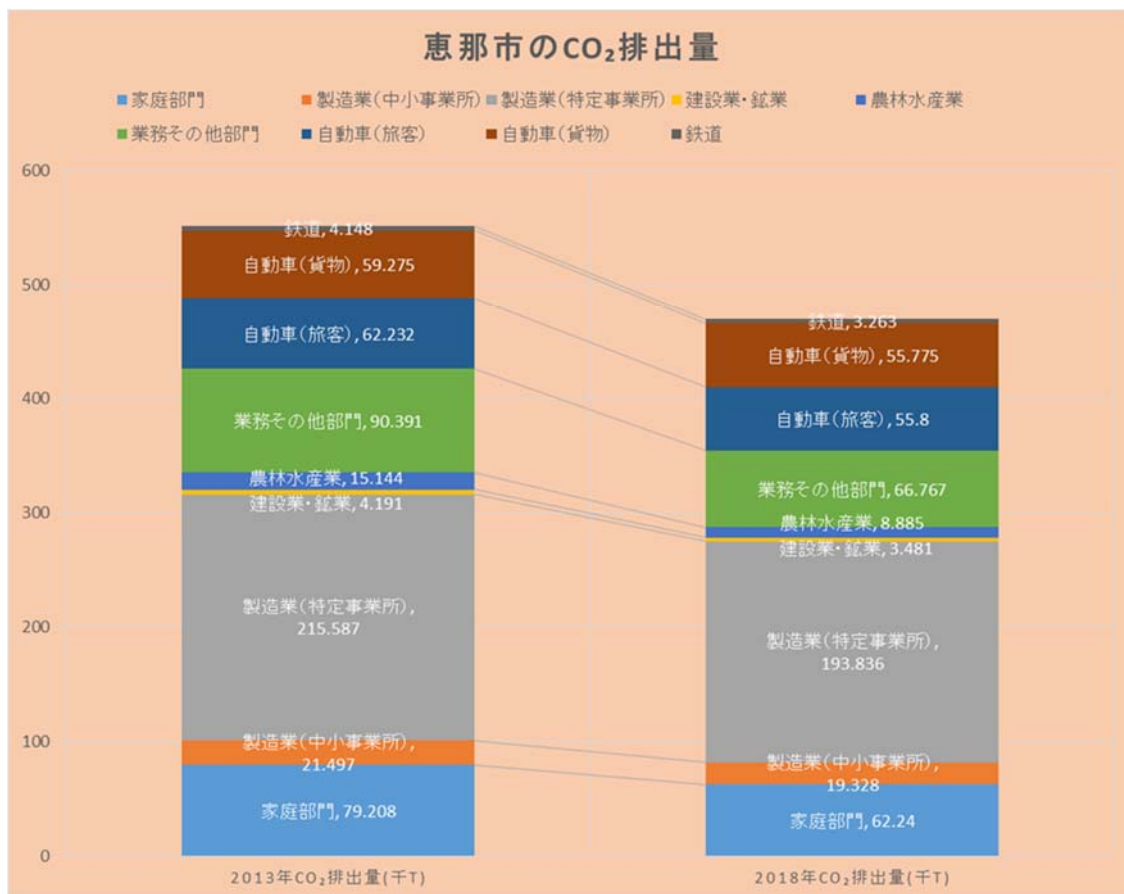 恵那市のCO₂排出量
家庭部門 製造業(中小事業所) 製造業(特定事業所) 建設業・鉱業 農林水産業
業務その他部門 自動車(旅客) 自動車(貨物) 鉄道
600
500
400
300
200
100
0
鉄道, 4.148
自動車(貨物), 59.275
自動車(旅客), 62.232
業務その他部門, 90.391
農林水産業, 15.144
建設業・鉱業, 4.191
製造業(特定事業所),
215.587
製造業(中小事業所),
21.497
家庭部門, 79.208
鉄道, 3.263
自動車(貨物), 55.775
自動車(旅客), 55.8
業務その他部門, 66.767
農林水産業, 8.885
建設業・鉱業, 3.481
製造業(特定事業所),
193.836
製造業(中小事業所),
19.328
家庭部門, 62.24
2013年CO₂排出量(千T)
2018年CO₂排出量(千T)